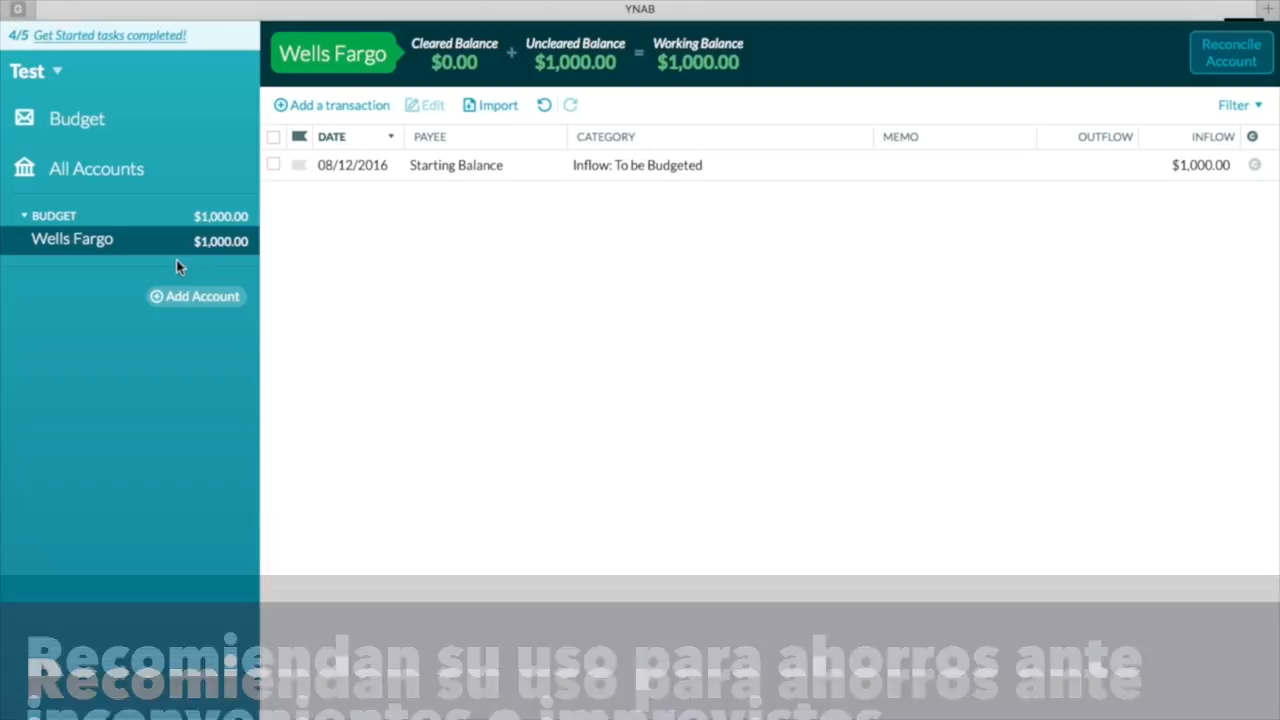 YNAB
4/5 Get Started tasks completed!
Test
Budget
All Accounts
BUDGET $1,000.00
Wells Fargo $1,000.00
Add Account
Wells Fargo
Cleared Balance + Uncleared Balance = Working Balance
$0.00 $1,000.00 $1,000.00
Reconcile
Account
Add a transaction Edit Import Filter
DATE PAYEE CATEGORY MEMO OUTFLOW INFLOW C
08/12/2016 Starting Balance Inflow: To be Budgeted $1,000.00 C
Recomiendan su uso para ahorros ante
inconvenientes e imprevistos